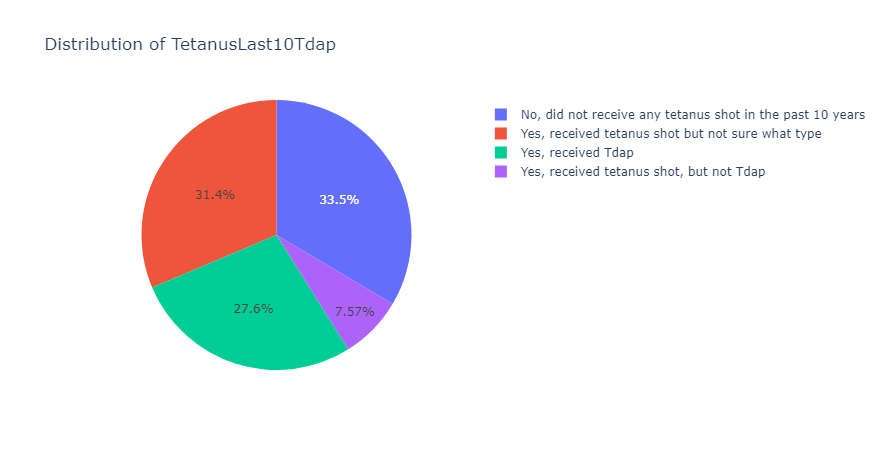 Distribution of TetanusLast10Tdap
No, did not receive any tetanus shot in the past 10 years
Yes, received tetanus shot but not sure what type
Yes, received Tdap
Yes, received tetanus shot, but not Tdap
31.4%
33.5%
27.6%
7.57%